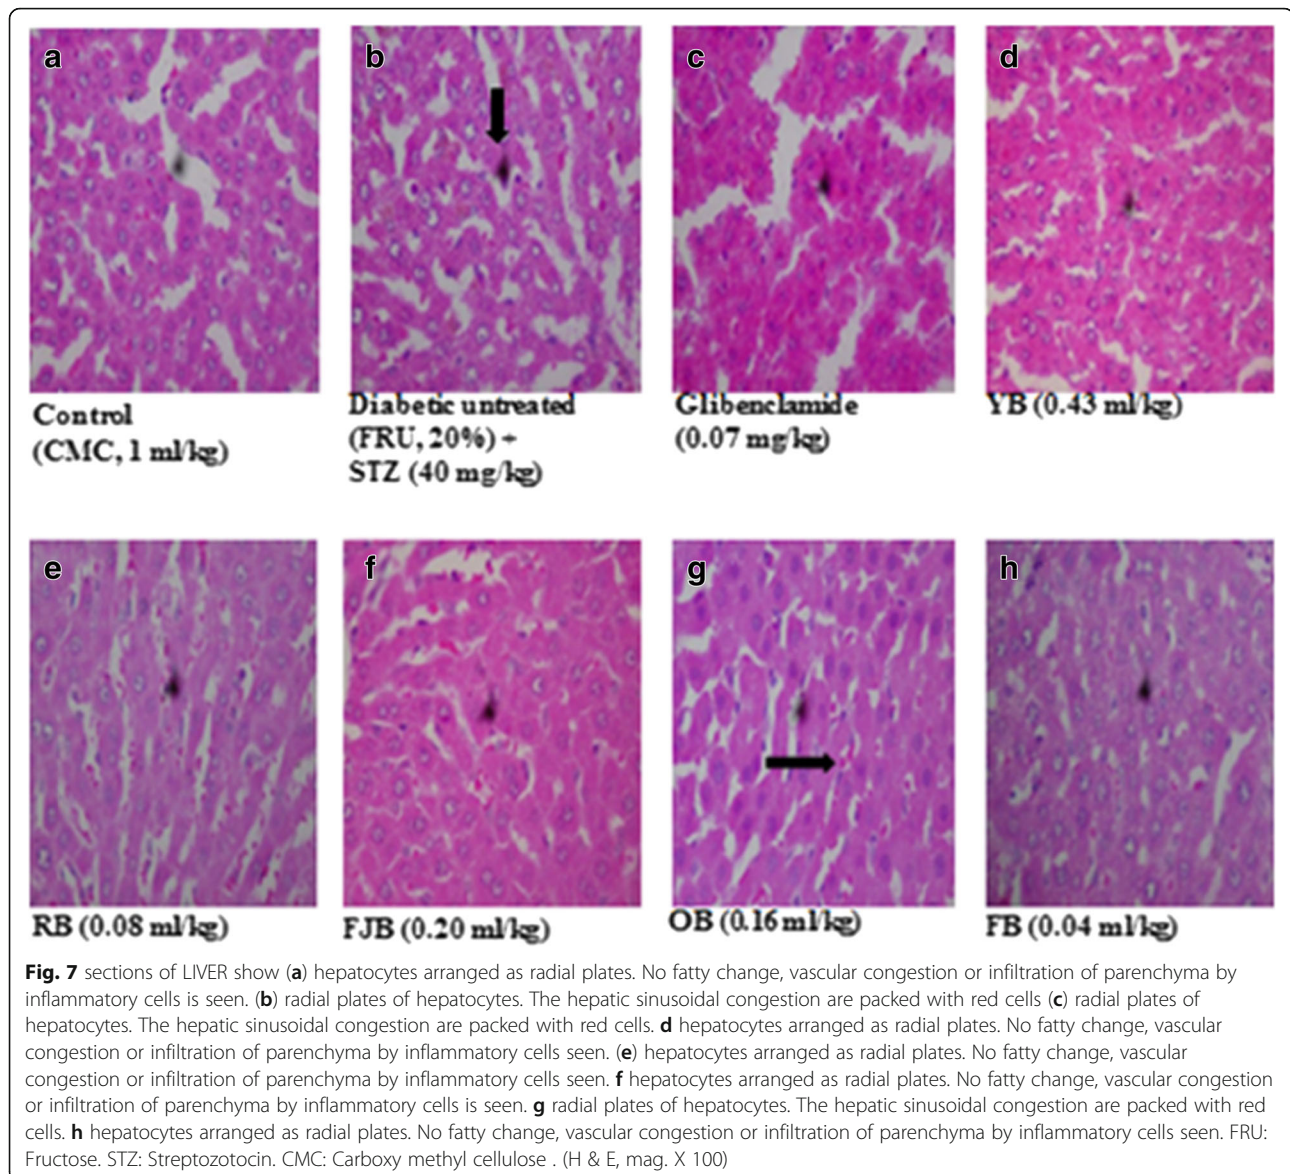 a b c d
Control
(CMC, 1 ml/kg)
Diabetic untreated
(FRU, 20%) +
STZ (40 mg/kg)
Glibenclamide
(0.07 mg/kg)
YB (0.43 ml/kg)
e f g h
RB (0.08 ml/kg)
FJB (0.20 ml/kg)
OB (0.16 ml/kg)
FB (0.04 ml/kg)
Fig. 7 sections of LIVER show (a) hepatocytes arranged as radial plates. No fatty change, vascular congestion or infiltration of parenchyma by
inflammatory cells is seen. (b) radial plates of hepatocytes. The hepatic sinusoidal congestion are packed with red cells (c) radial plates of
hepatocytes. The hepatic sinusoidal congestion are packed with red cells. d hepatocytes arranged as radial plates. No fatty change, vascular
congestion or infiltration of parenchyma by inflammatory cells seen. (e) hepatocytes arranged as radial plates. No fatty change, vascular
congestion or infiltration of parenchyma by inflammatory cells seen. f hepatocytes arranged as radial plates. No fatty change, vascular congestion
or infiltration of parenchyma by inflammatory cells is seen. g radial plates of hepatocytes. The hepatic sinusoidal congestion are packed with red
cells. h hepatocytes arranged as radial plates. No fatty change, vascular congestion or infiltration of parenchyma by inflammatory cells seen. FRU:
Fructose. STZ: Streptozotocin. CMC: Carboxy methyl cellulose . (H & E, mag. X 100)